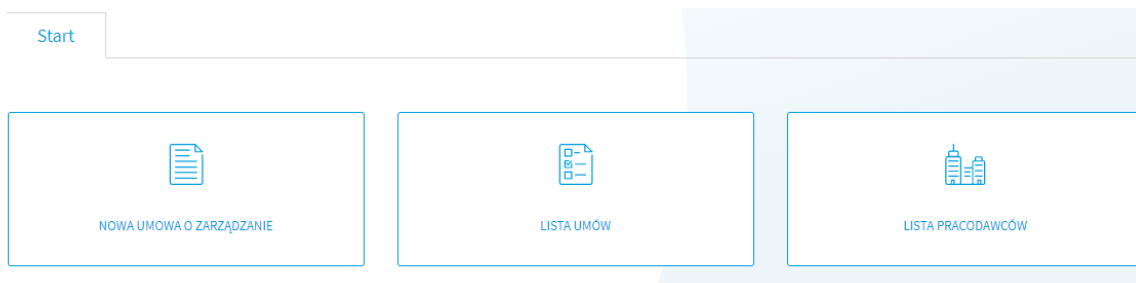 Start
NOWA UMOWA O ZARZĄDZANIE
LISTA UMÓW
LISTA PRACODAWCÓW